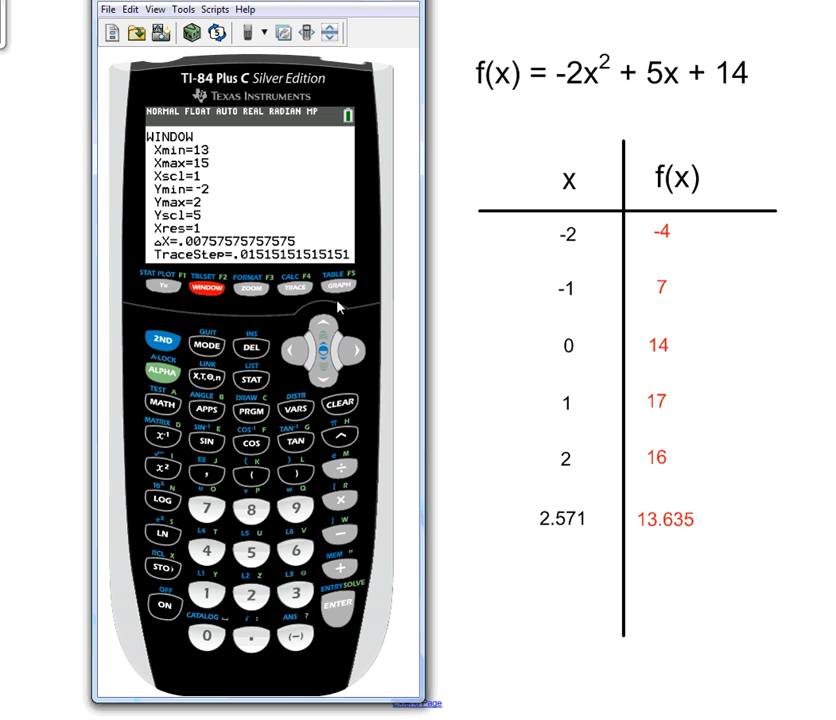 File Edit View Tools Scripts Help
5
TI-84 Plus C Silver Edition
TEXAS INSTRUMENTS
NORMAL FLOAT AUTO REAL RADIAN MP
WINDOW
Xmin=13
Xmax=15
Xscl=1
Ymin=-2
Ymax=2
Yscl=5
Xres=1
△X=.00757575757575
TraceStep=.01515151515151
STAT PLOT F1 TBLSET F2 FORMAT F3 CALC F4 TABLE F5
Y= WINDOW ZOOM TRACE GRAPH
QUIT INS
2ND MODE DEL
A-LOCK LINK LIST
ALPHA X,T,Θ,n STAT
TEST A ANGLE B DRAW C DISTR
MATH APPS PRGM VARS CLEAR
MATRIX D SIN⁻¹ E COS⁻¹ F TAN⁻¹ G π H
x⁻¹ SIN COS TAN ^
√ I EE J { K } L e M
x² , ( ) ÷
10ˣ N u O v P w Q [ R
LOG 7 8 9 ×
eˣ S L4 T L5 U L6 V ] W
LN 4 5 6 −
RCL X L1 Y L2 Z L3 θ MEM "
STO› 1 2 3 +
OFF CATALOG i : ANS ? ENTRY SOLVE
ON 0 . (−) ENTER
f(x) = -2x² + 5x + 14
x f(x)
-2 -4
-1 7
0 14
1 17
2 16
2.571 13.635